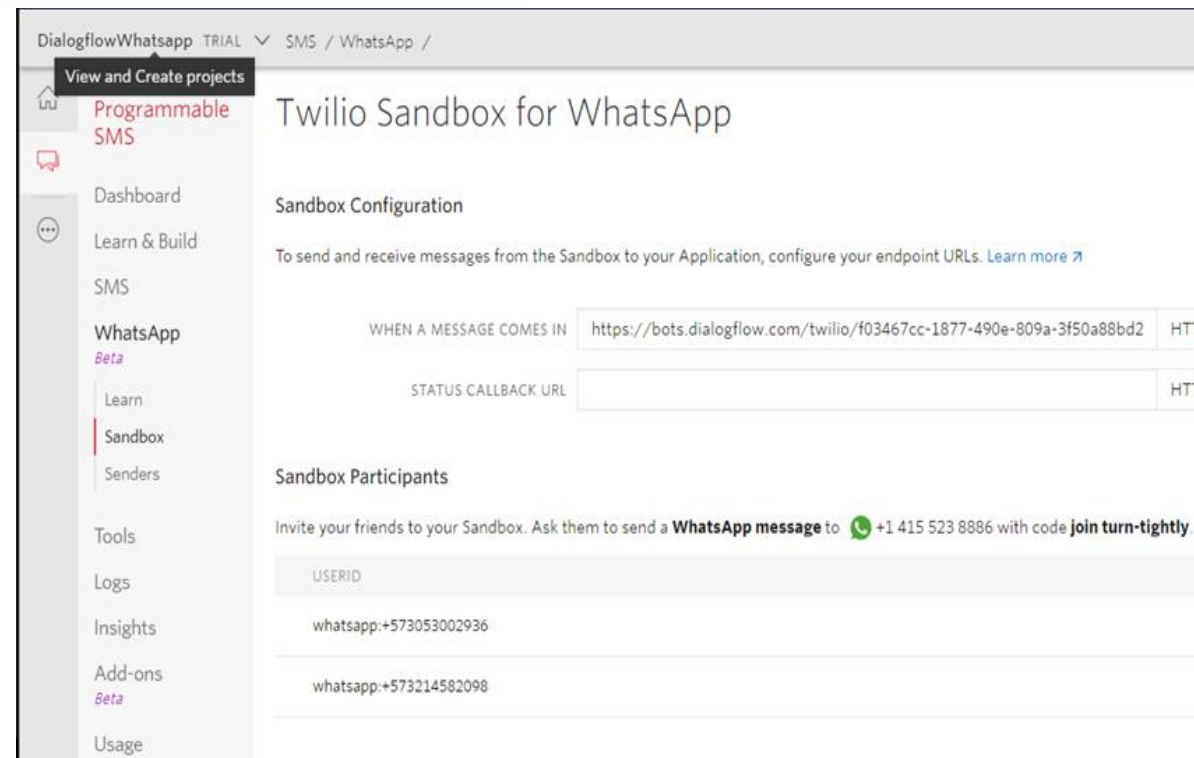 DialogflowWhatsapp TRIAL SMS / WhatsApp /
View and Create projects
Programmable
SMS
Dashboard
Learn & Build
SMS
WhatsApp
Beta
Learn
Sandbox
Senders
Tools
Logs
Insights
Add-ons
Beta
Usage
Twilio Sandbox for WhatsApp
Sandbox Configuration
To send and receive messages from the Sandbox to your Application, configure your endpoint URLs. Learn more
WHEN A MESSAGE COMES IN https://bots.dialogflow.com/twilio/f03467cc-1877-490e-809a-3f50a88bd2
STATUS CALLBACK URL
Sandbox Participants
Invite your friends to your Sandbox. Ask them to send a WhatsApp message to +1 415 523 8886 with code join turn-tightly.
USERID
whatsapp:+573053002936
whatsapp:+573214582098